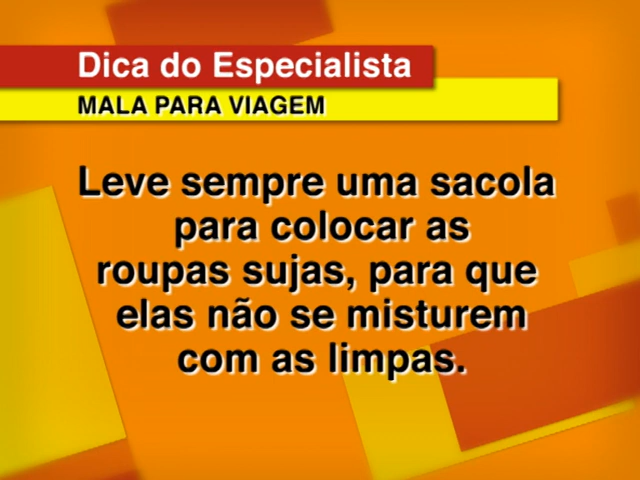 Dica do Especialista
MALA PARA VIAGEM
Leve sempre uma sacola
para colocar as
roupas sujas, para que
elas não se misturem
com as limpas.